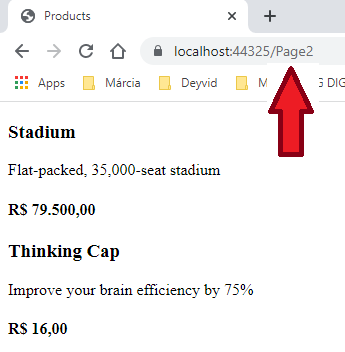 Products
localhost:44325/Page2
Apps Márcia Deyvid G DIG
Stadium
Flat-packed, 35,000-seat stadium
R$ 79.500,00
Thinking Cap
Improve your brain efficiency by 75%
R$ 16,00